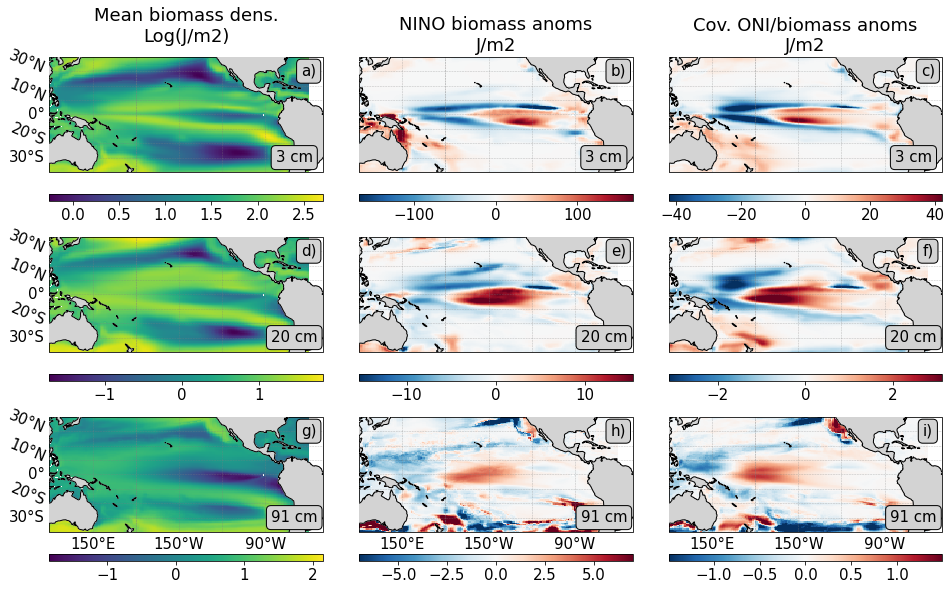 Mean biomass dens.
Log(J/m2)
NINO biomass anoms
J/m2
Cov. ONI/biomass anoms
J/m2
30°N
10°N
0°
20°S
30°S
a)
3 cm
b)
3 cm
c)
3 cm
0.0 0.5 1.0 1.5 2.0 2.5
−100 0 100
−40 −20 0 20 40
30°N
10°N
0°
20°S
30°S
d)
20 cm
e)
20 cm
f)
20 cm
−1 0 1
−10 0 10
−2 0 2
30°N
10°N
0°
20°S
30°S
g)
91 cm
h)
91 cm
i)
91 cm
150°E 150°W 90°W
150°E 150°W 90°W
150°E 150°W 90°W
−1 0 1 2
−5.0 −2.5 0.0 2.5 5.0
−1.0 −0.5 0.0 0.5 1.0